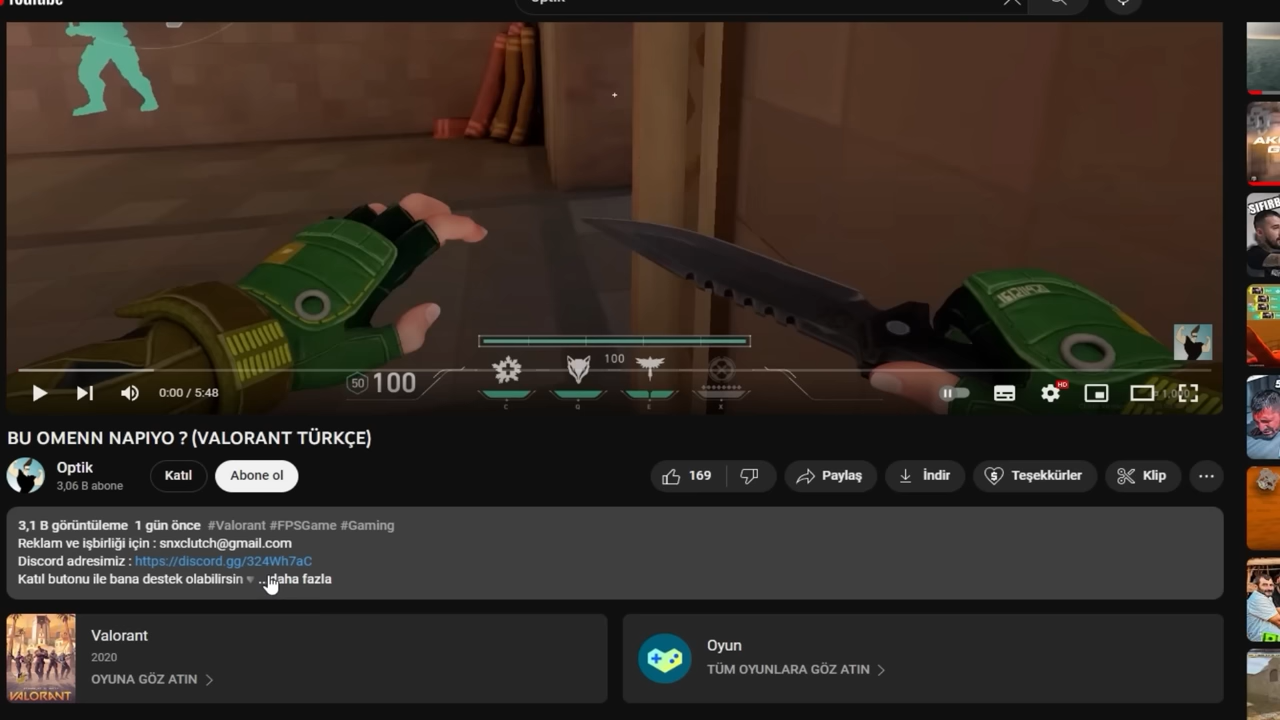 YouTube
Optik
100
50 100
C Q E X
0:00 / 5:48
HD
BU OMENN NAPIYO ? (VALORANT TÜRKÇE)
Optik
3,06 B abone
Katıl
Abone ol
169
Paylaş
İndir
Teşekkürler
Klip
3,1 B görüntüleme 1 gün önce #Valorant #FPSGame #Gaming
Reklam ve işbirliği için : snxclutch@gmail.com
Discord adresimiz : https://discord.gg/324Wh7aC
Katıl butonu ile bana destek olabilirsin ...daha fazla
Valorant
2020
OYUNA GÖZ ATIN
VALORANT
Oyun
TÜM OYUNLARA GÖZ ATIN